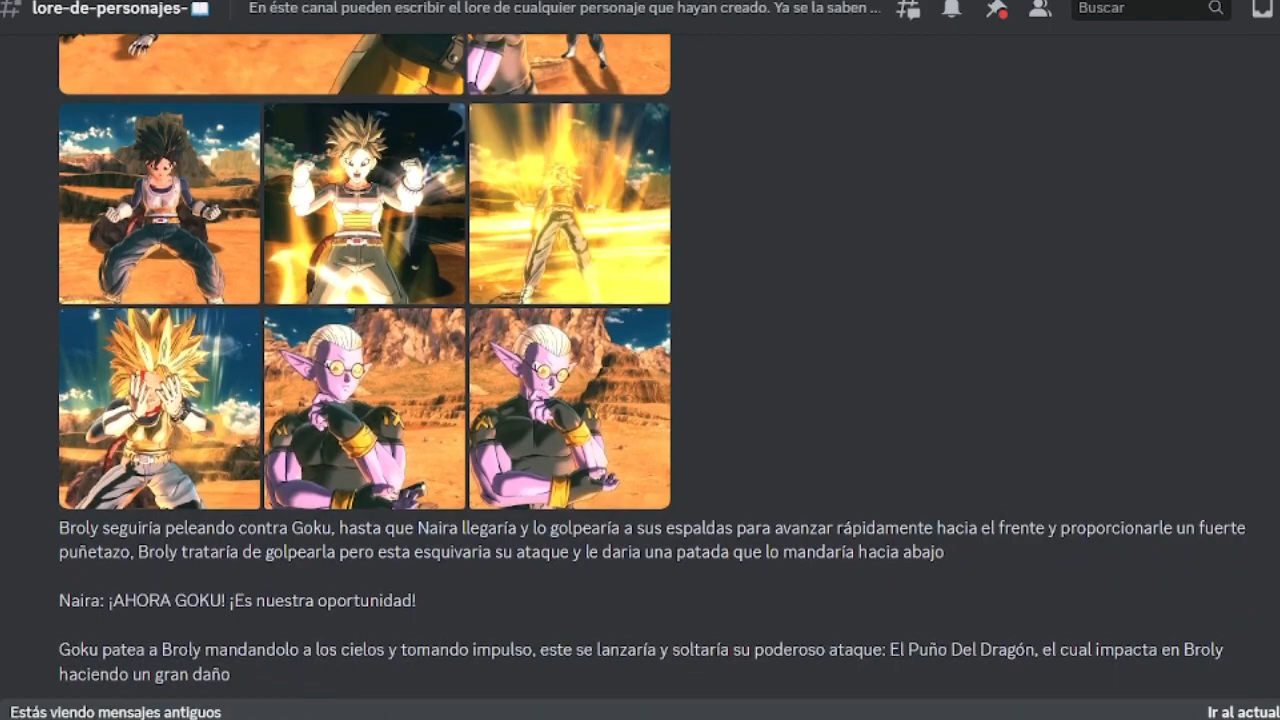 lore-de-personajes-📖
En éste canal pueden escribir el lore de cualquier personaje que hayan creado. Ya se la saben ...
Buscar
Broly seguiría peleando contra Goku, hasta que Naira llegaría y lo golpearía a sus espaldas para avanzar rápidamente hacia el frente y proporcionarle un fuerte
puñetazo, Broly trataría de golpearla pero esta esquivaria su ataque y le daria una patada que lo mandaría hacia abajo
Naira: ¡AHORA GOKU! ¡Es nuestra oportunidad!
Goku patea a Broly mandandolo a los cielos y tomando impulso, este se lanzaría y soltaría su poderoso ataque: El Puño Del Dragón, el cual impacta en Broly
haciendo un gran daño
Estás viendo mensajes antiguos
Ir al actual